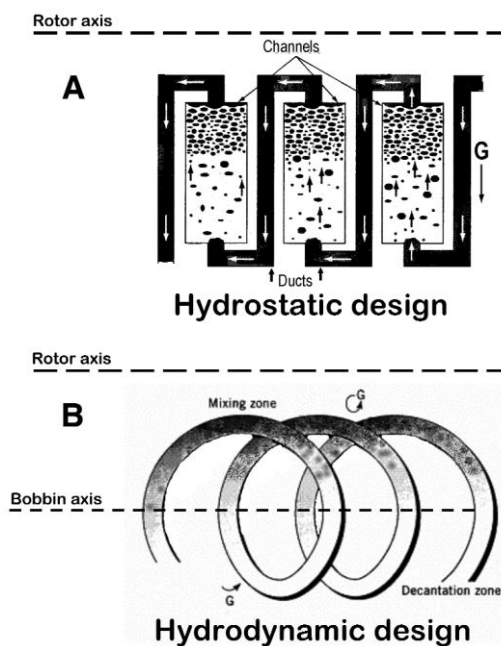 Rotor axis
Channels
A
G
Ducts
Hydrostatic design
Rotor axis
B
Mixing zone
G
Bobbin axis
G
Decantation zone
Hydrodynamic design